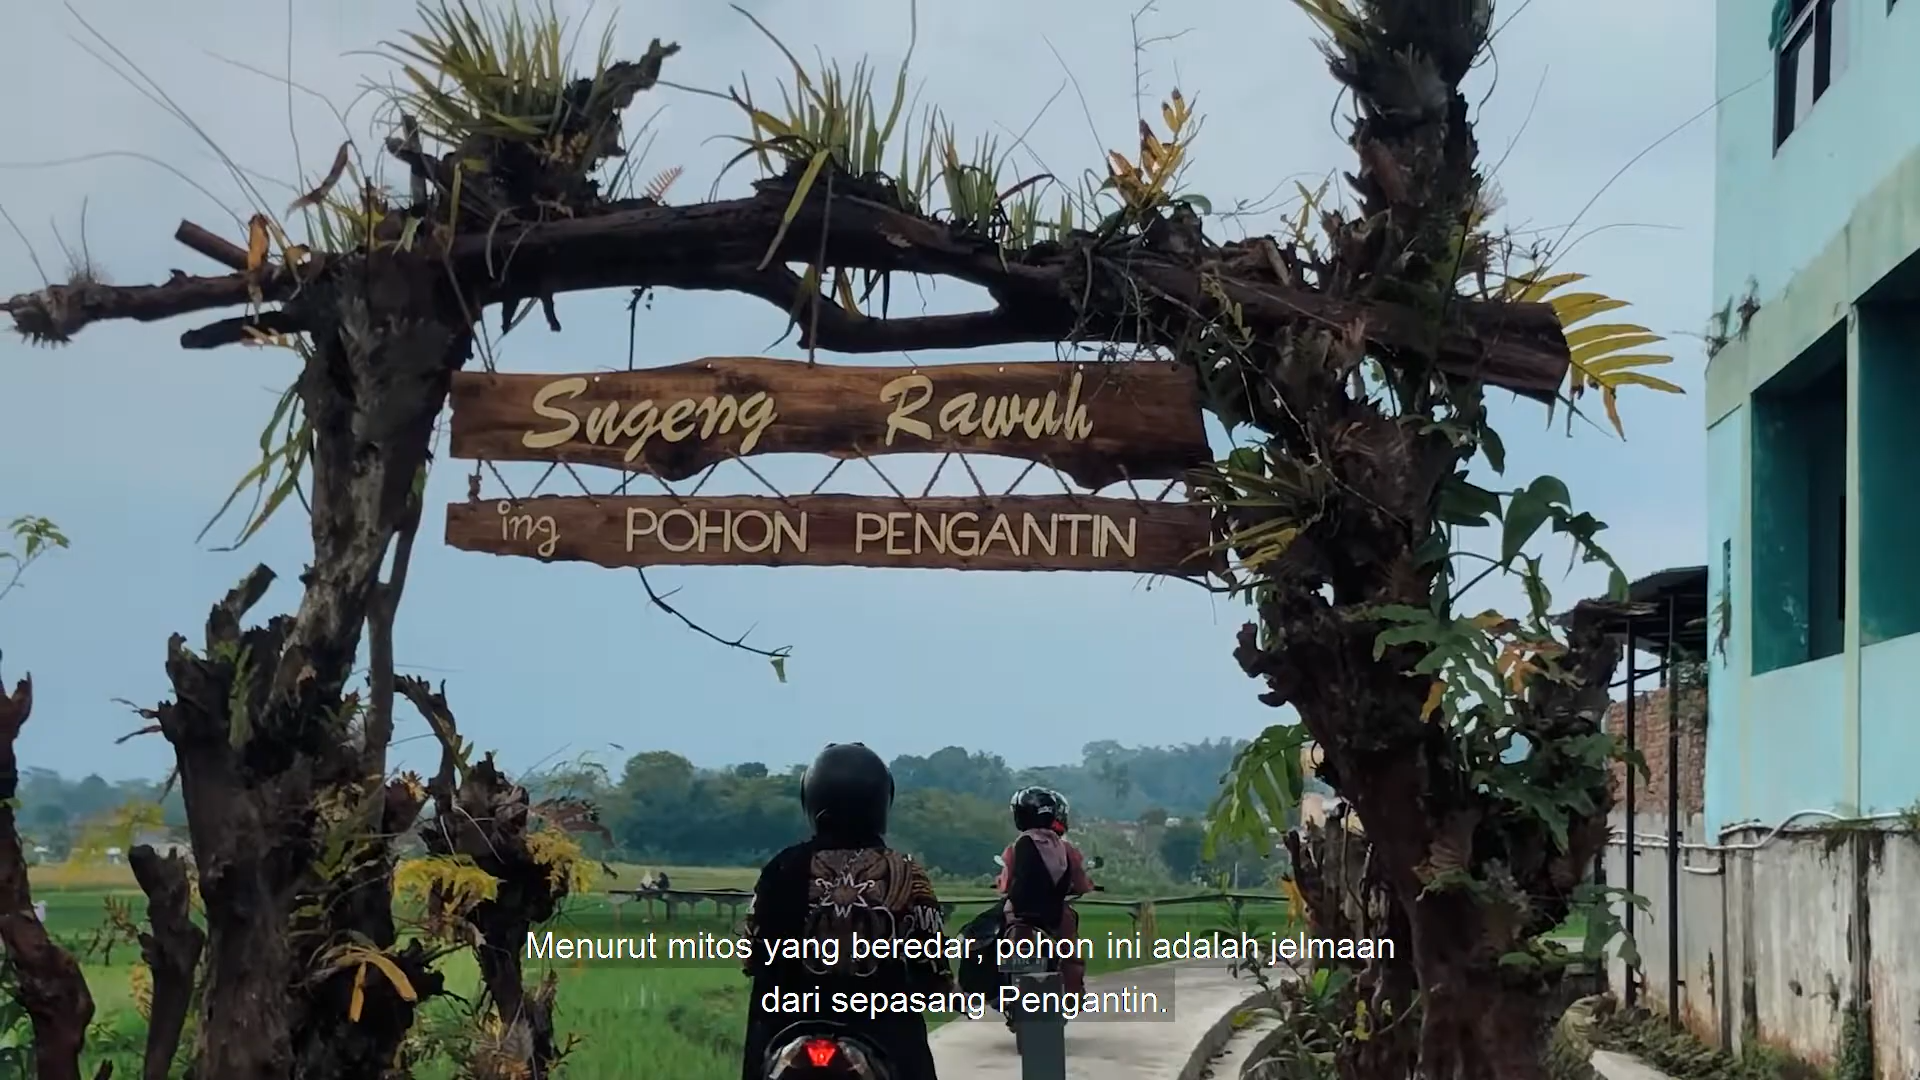 Sugeng Rawuh
ing POHON PENGANTIN
Menurut mitos yang beredar, pohon ini adalah jelmaan
dari sepasang Pengantin.